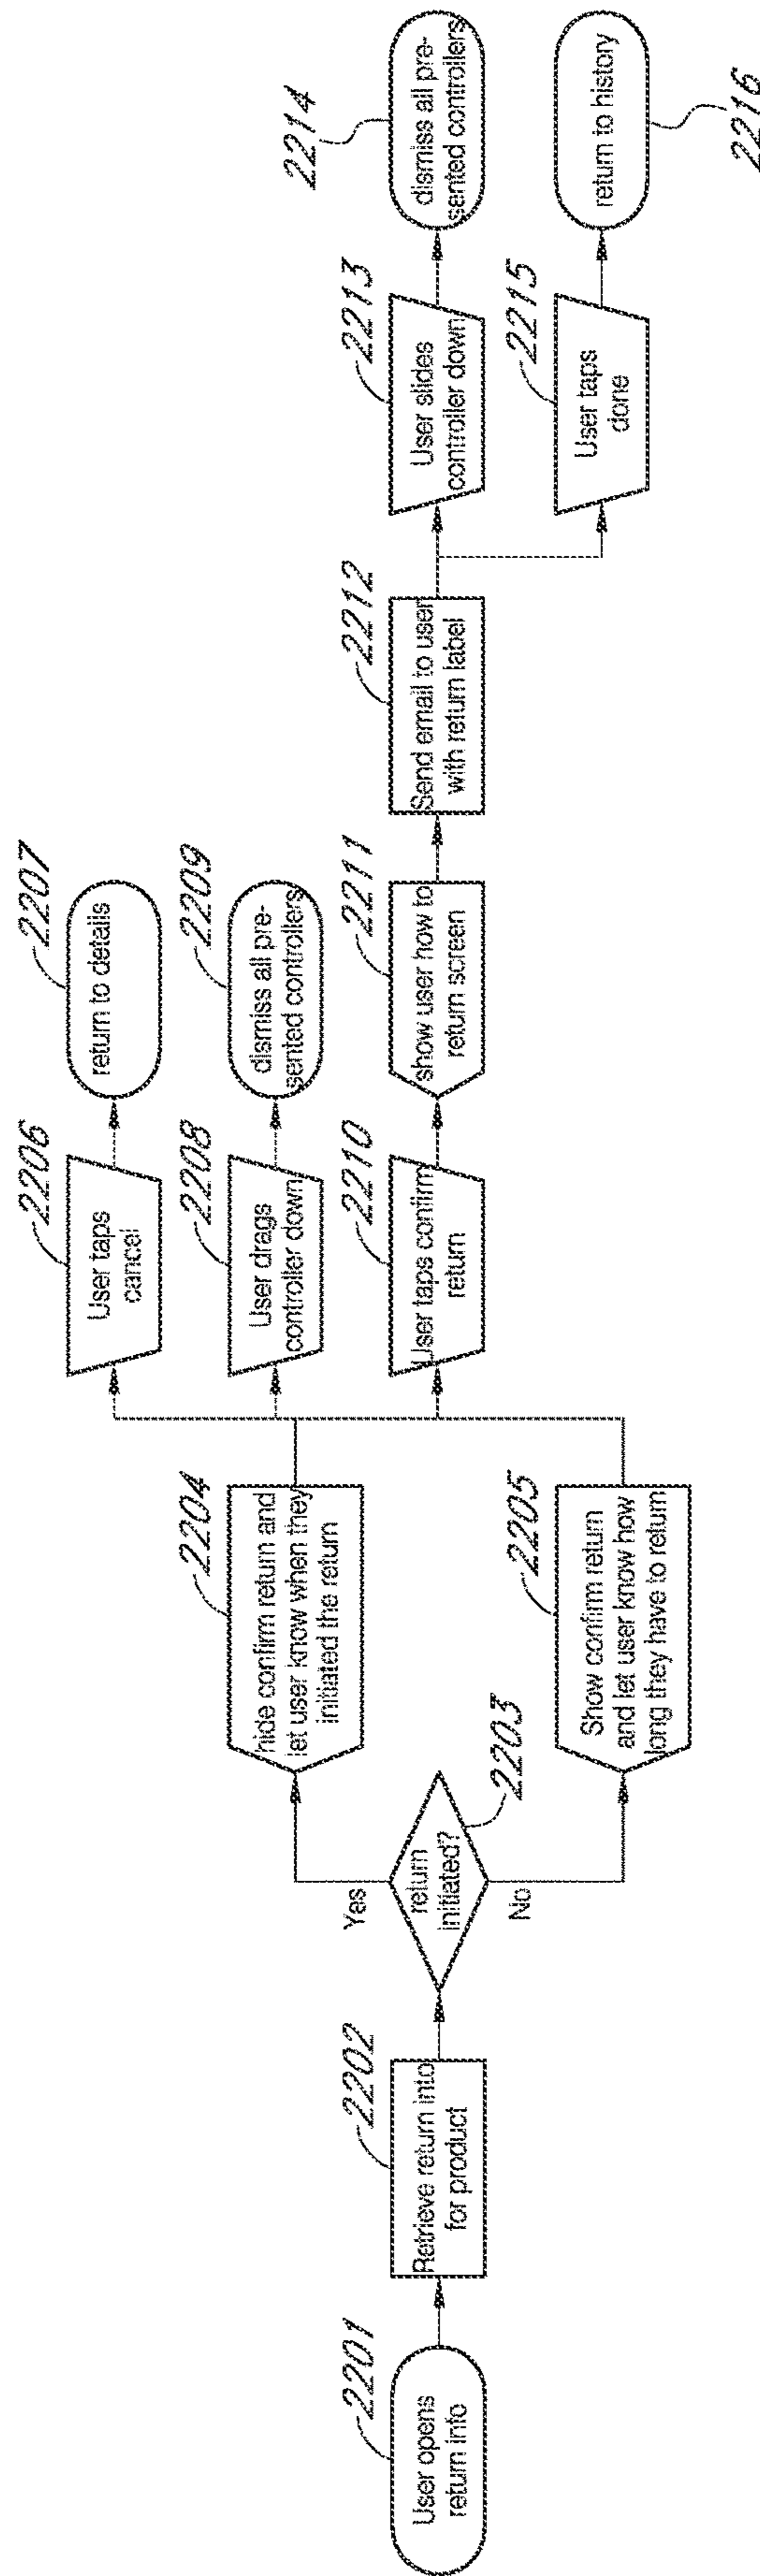 2201
User opens
return info
2202
Retrieve return into
for product
2203
return
initiated?
Yes
No
2204
hide confirm return and
let user know when they
initiated the return
2205
Show confirm return
and let user know how
long they have to return
2206
User taps
cancel
2207
return to details
2208
User drags
controller down
2209
dismiss all pre-
sented controllers
2210
User taps confirm
return
2211
show user how to
return screen
2212
Send email to user
with return label
2213
User slides
controller down
2214
dismiss all pre-
sented controllers
2215
User taps
done
2216
return to history